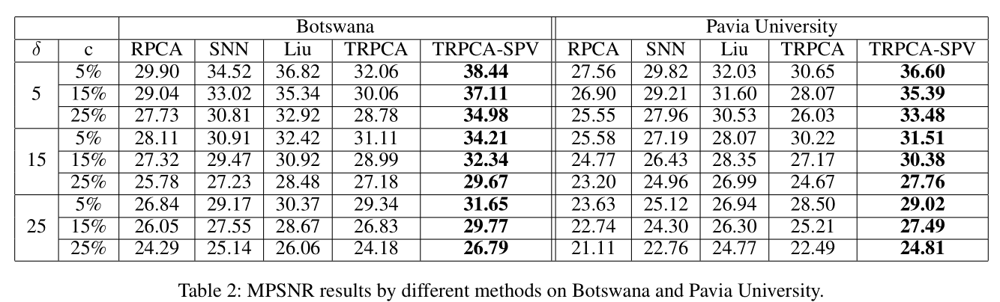 Botswana Pavia University
δ c RPCA SNN Liu TRPCA TRPCA-SPV RPCA SNN Liu TRPCA TRPCA-SPV
5% 29.90 34.52 36.82 32.06 38.44 27.56 29.82 32.03 30.65 36.60
5 15% 29.04 33.02 35.34 30.06 37.11 26.90 29.21 31.60 28.07 35.39
25% 27.73 30.81 32.92 28.78 34.98 25.55 27.96 30.53 26.03 33.48
5% 28.11 30.91 32.42 31.11 34.21 25.58 27.19 28.07 30.22 31.51
15 15% 27.32 29.47 30.92 28.99 32.34 24.77 26.43 28.35 27.17 30.38
25% 25.78 27.23 28.48 27.18 29.67 23.20 24.96 26.99 24.67 27.76
5% 26.84 29.17 30.37 29.34 31.65 23.63 25.12 26.94 28.50 29.02
25 15% 26.05 27.55 28.67 26.83 29.77 22.74 24.30 26.30 25.21 27.49
25% 24.29 25.14 26.06 24.18 26.79 21.11 22.76 24.77 22.49 24.81
Table 2: MPSNR results by different methods on Botswana and Pavia University.